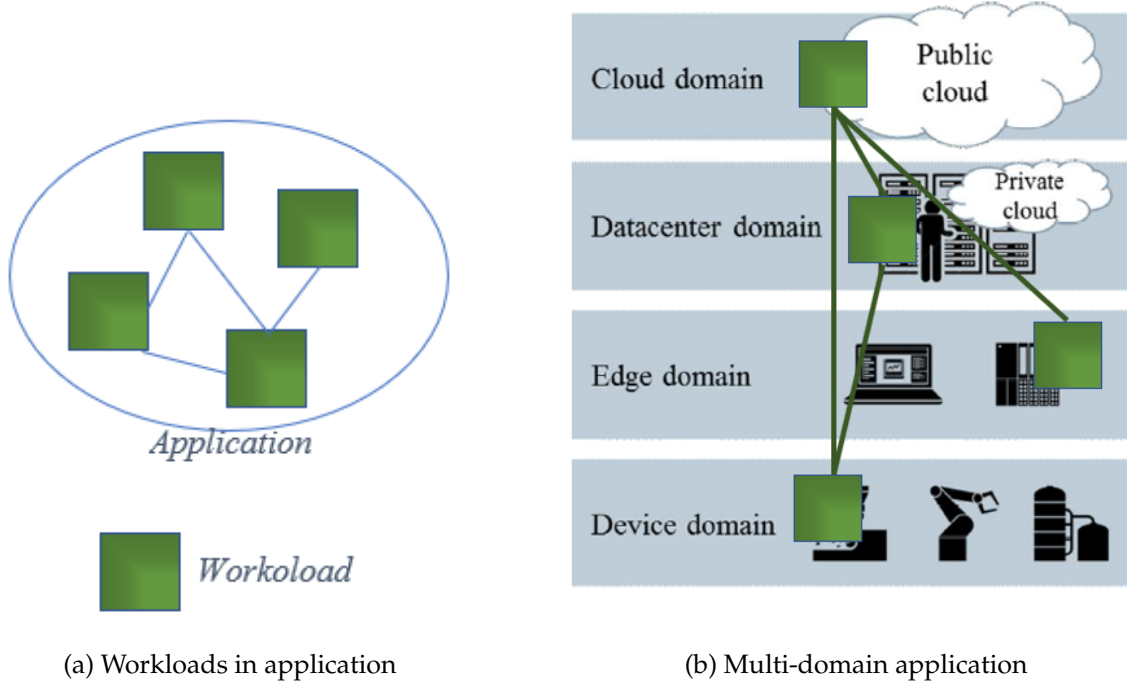 Application
Workoload
(a) Workloads in application
Cloud domain
Public
cloud
Datacenter domain
Private
cloud
Edge domain
Device domain
(b) Multi-domain application